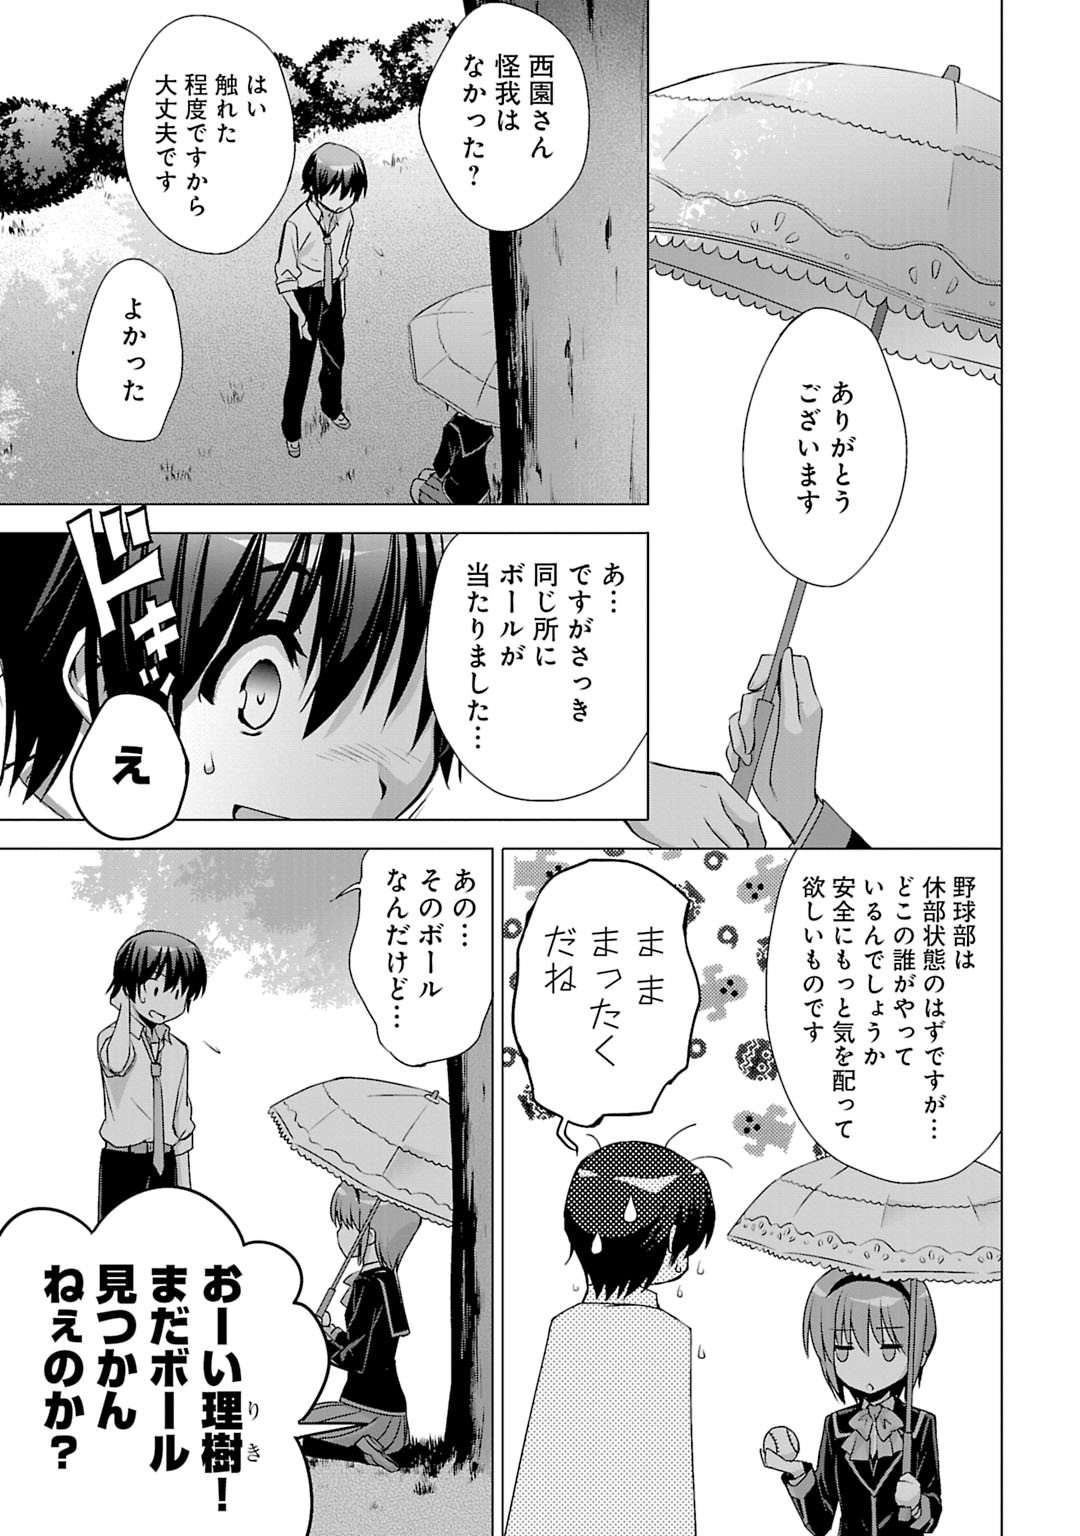 ありがとう
ございます
西園さん
怪我は
なかった？
はい
触れた
程度ですから
大丈夫です
よかった
あ…
ですがさっき
同じ所に
ボールが
当たりました…
ドキッ
え
野球部は
休部状態のはずですが…
どこの誰がやって
いるんでしょうか
安全にもっと気を配って
欲しいものです
まま
まったく
だね
あの…
そのボール
なんだけど…
おーい理樹！
りき
まだボール
見つかん
ねぇのか？